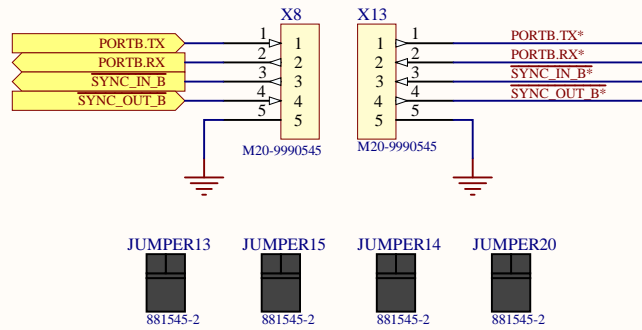 X8 X13
PORTB.TX 1 1 1 1 PORTB.TX*
PORTB.RX 2 2 2 2 PORTB.RX*
SYNC_IN_B 3 3 3 3 SYNC_IN_B*
SYNC_OUT_B 4 4 4 4 SYNC_OUT_B*
5 5 5 5
M20-9990545 M20-9990545
JUMPER13 JUMPER15 JUMPER14 JUMPER20
881545-2 881545-2 881545-2 881545-2